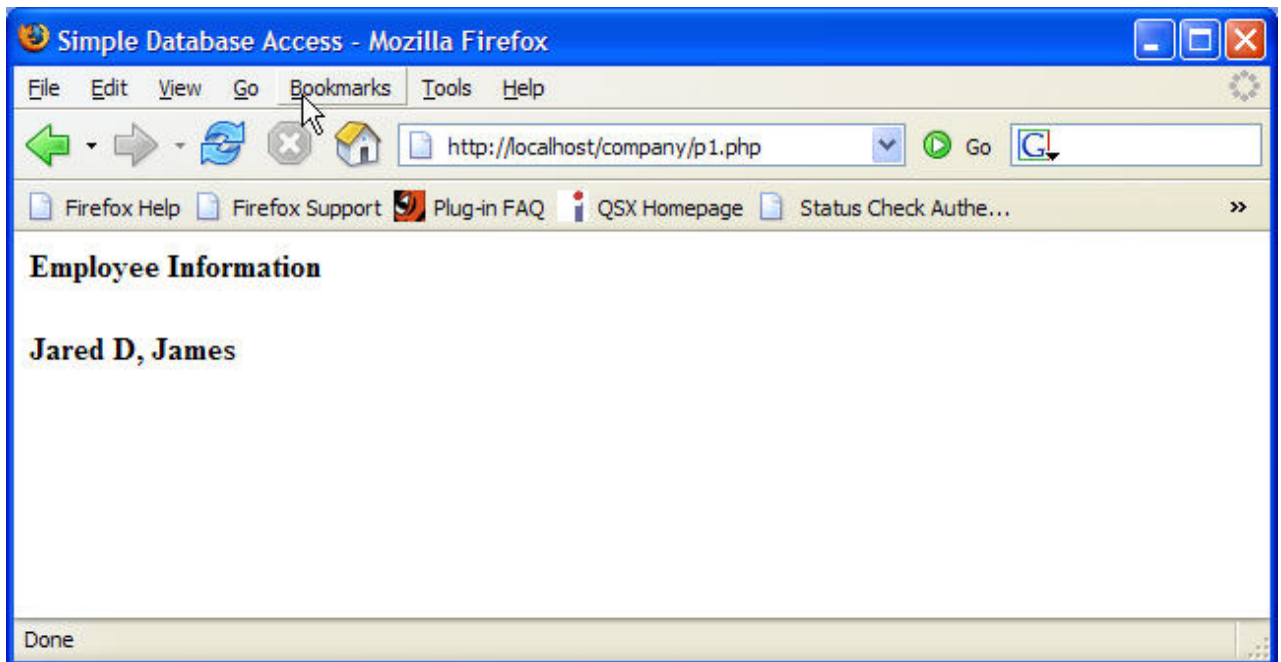 Simple Database Access - Mozilla Firefox
File Edit View Go Bookmarks Tools Help
http://localhost/company/p1.php Go G
Firefox Help Firefox Support Plug-in FAQ QSX Homepage Status Check Authe... »
Employee Information
Jared D, James
Done